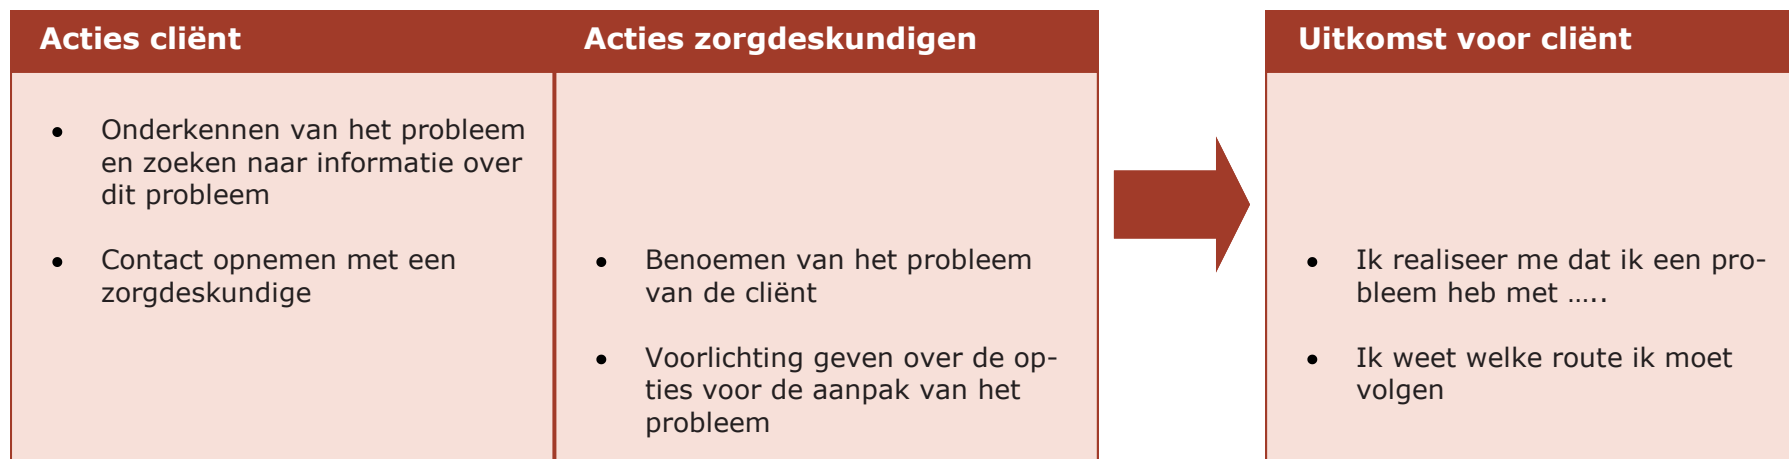 Acties cliënt
Acties zorgdeskundigen
Uitkomst voor cliënt
• Onderkennen van het probleem
en zoeken naar informatie over
dit probleem
• Contact opnemen met een
zorgdeskundige
• Benoemen van het probleem
van de cliënt
• Voorlichting geven over de op-
ties voor de aanpak van het
probleem
• Ik realiseer me dat ik een pro-
bleem heb met …..
• Ik weet welke route ik moet
volgen